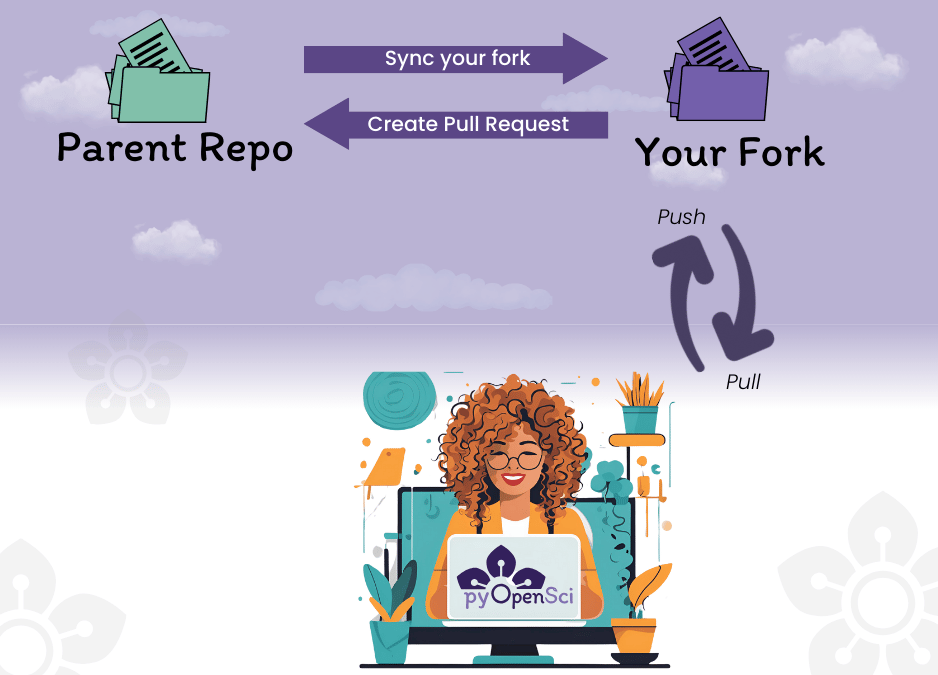 Sync your fork
Create Pull Request
Parent Repo
Your Fork
Push
Pull
pyOpenSci